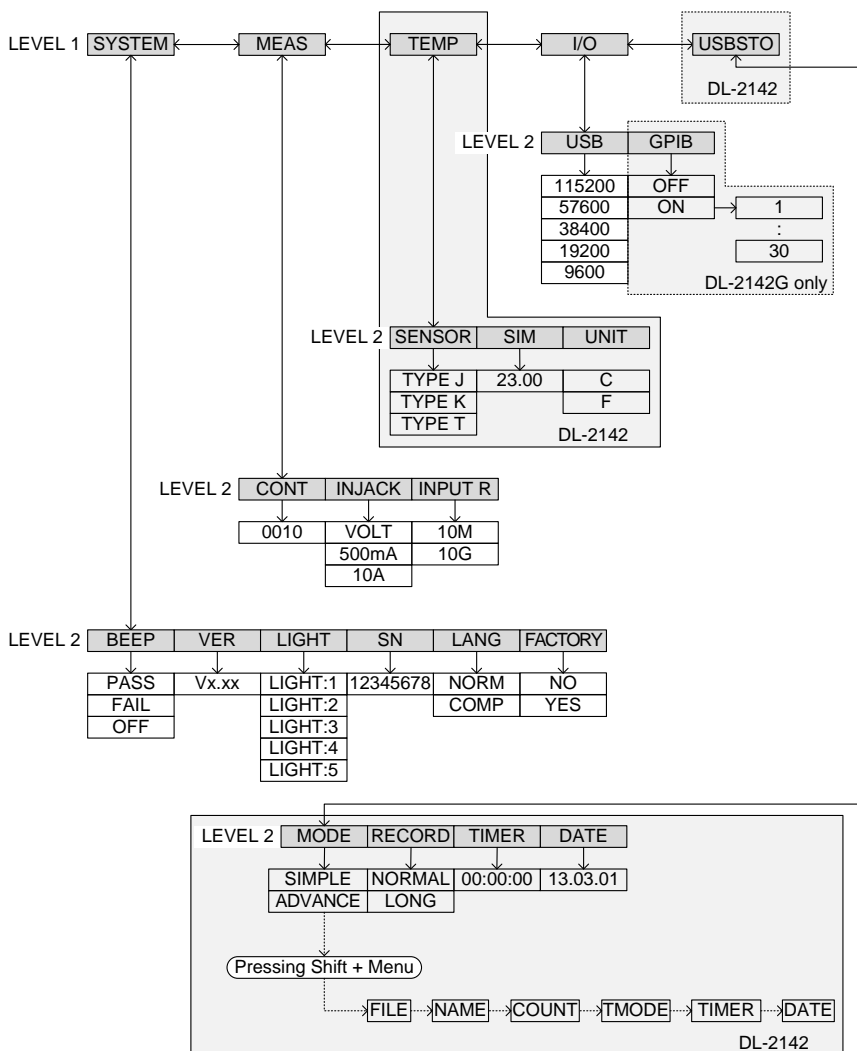 LEVEL 1 SYSTEM MEAS TEMP I/O USBSTO
DL-2142
LEVEL 2 USB GPIB
115200 OFF
57600 ON 1
38400 :
19200 30
9600
DL-2142G only
LEVEL 2 SENSOR SIM UNIT
TYPE J 23.00 C
TYPE K F
TYPE T
DL-2142
LEVEL 2 CONT INJACK INPUT R
0010 VOLT 10M
500mA 10G
10A
LEVEL 2 BEEP VER LIGHT SN LANG FACTORY
PASS Vx.xx LIGHT:1 12345678 NORM NO
FAIL LIGHT:2 COMP YES
OFF LIGHT:3
LIGHT:4
LIGHT:5
LEVEL 2 MODE RECORD TIMER DATE
SIMPLE NORMAL 00:00:00 13.03.01
ADVANCE LONG
Pressing Shift + Menu
FILE NAME COUNT TMODE TIMER DATE
DL-2142